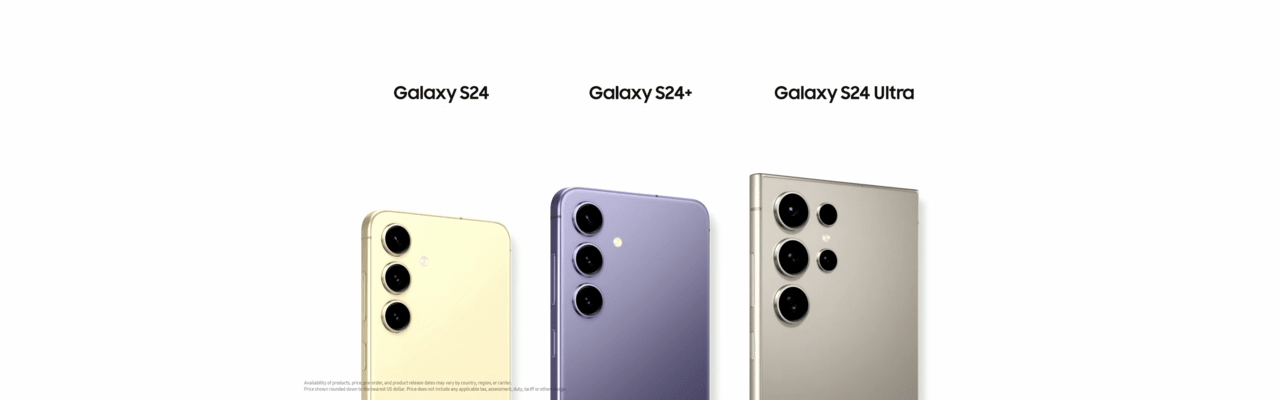 Galaxy S24 Galaxy S24+ Galaxy S24 Ultra
Availability of products, price, pre-order, and product release dates may vary by country, region, or carrier.
Price shown rounded down to the nearest US dollar. Price does not include any applicable tax, assessment, duty, tariff or other